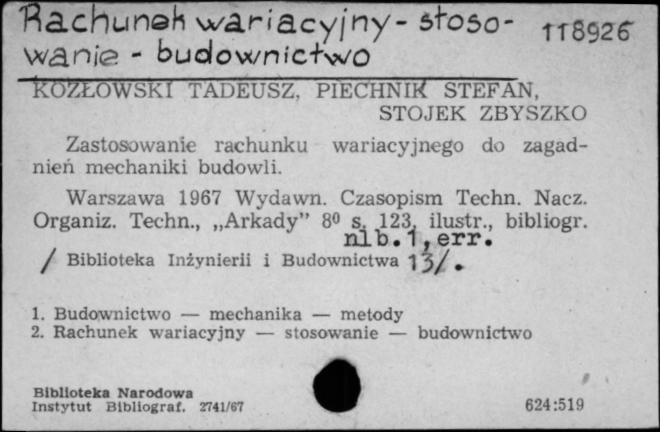 Rachunek wariacyjny - stoso-
wanie - budownictwo
118926
KOZŁOWSKI TADEUSZ, PIECHNIK STEFAN,
STOJEK ZBYSZKO
Zastosowanie rachunku wariacyjnego do zagad-
nień mechaniki budowli.
Warszawa 1967 Wydawn. Czasopism Techn. Nacz.
Organiz. Techn., „Arkady” 8⁰ s. 123, ilustr., bibliogr.
nlb.1, err.
/ Biblioteka Inżynierii i Budownictwa 13/.
1. Budownictwo — mechanika — metody
2. Rachunek wariacyjny — stosowanie — budownictwo
Biblioteka Narodowa
Instytut Bibliograf. 2741/67
624:519